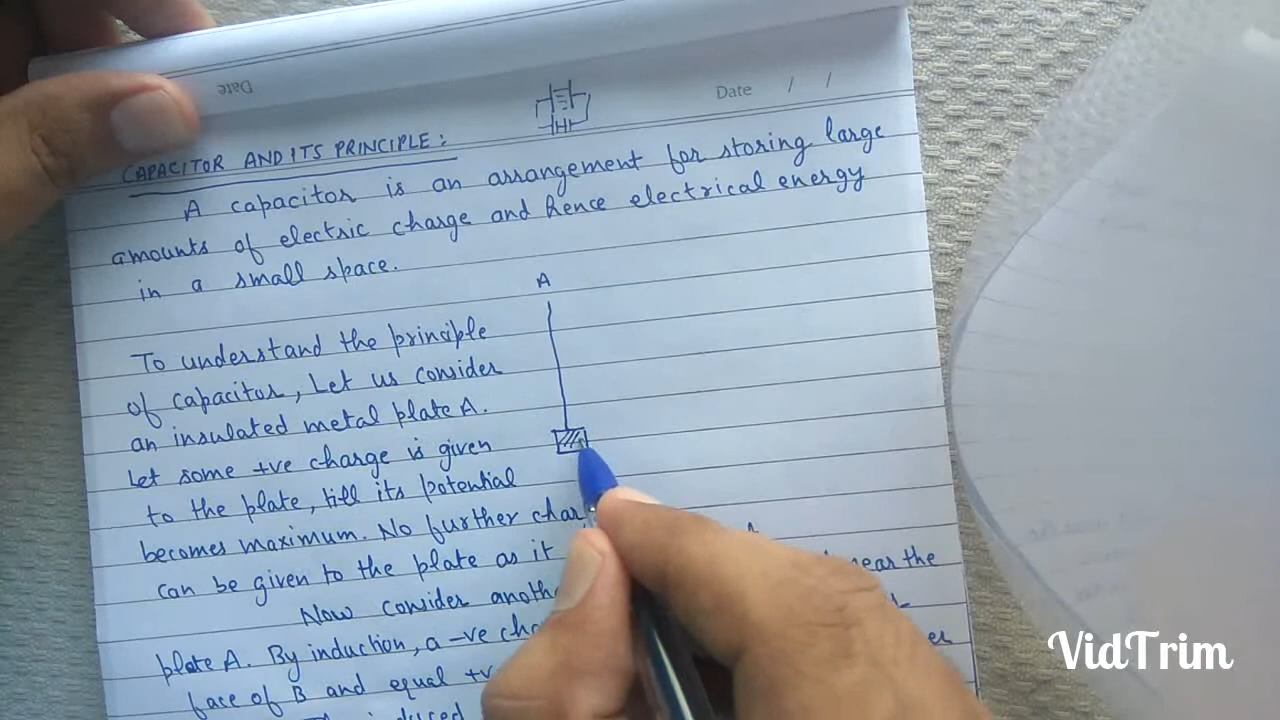 Date
Date / /
CAPACITOR AND ITS PRINCIPLE:
A capacitor is an arrangement for storing large
amounts of electric charge and hence electrical energy
in a small space.
A
To understand the principle
of capacitor, Let us consider
an insulated metal plate A.
Let some +ve charge is given
to the plate, till its potential
becomes maximum. No further char
can be given to the plate as it
Now consider anoth near the
plate A. By induction, a -ve cha
face of B and equal +v
induced
VidTrim